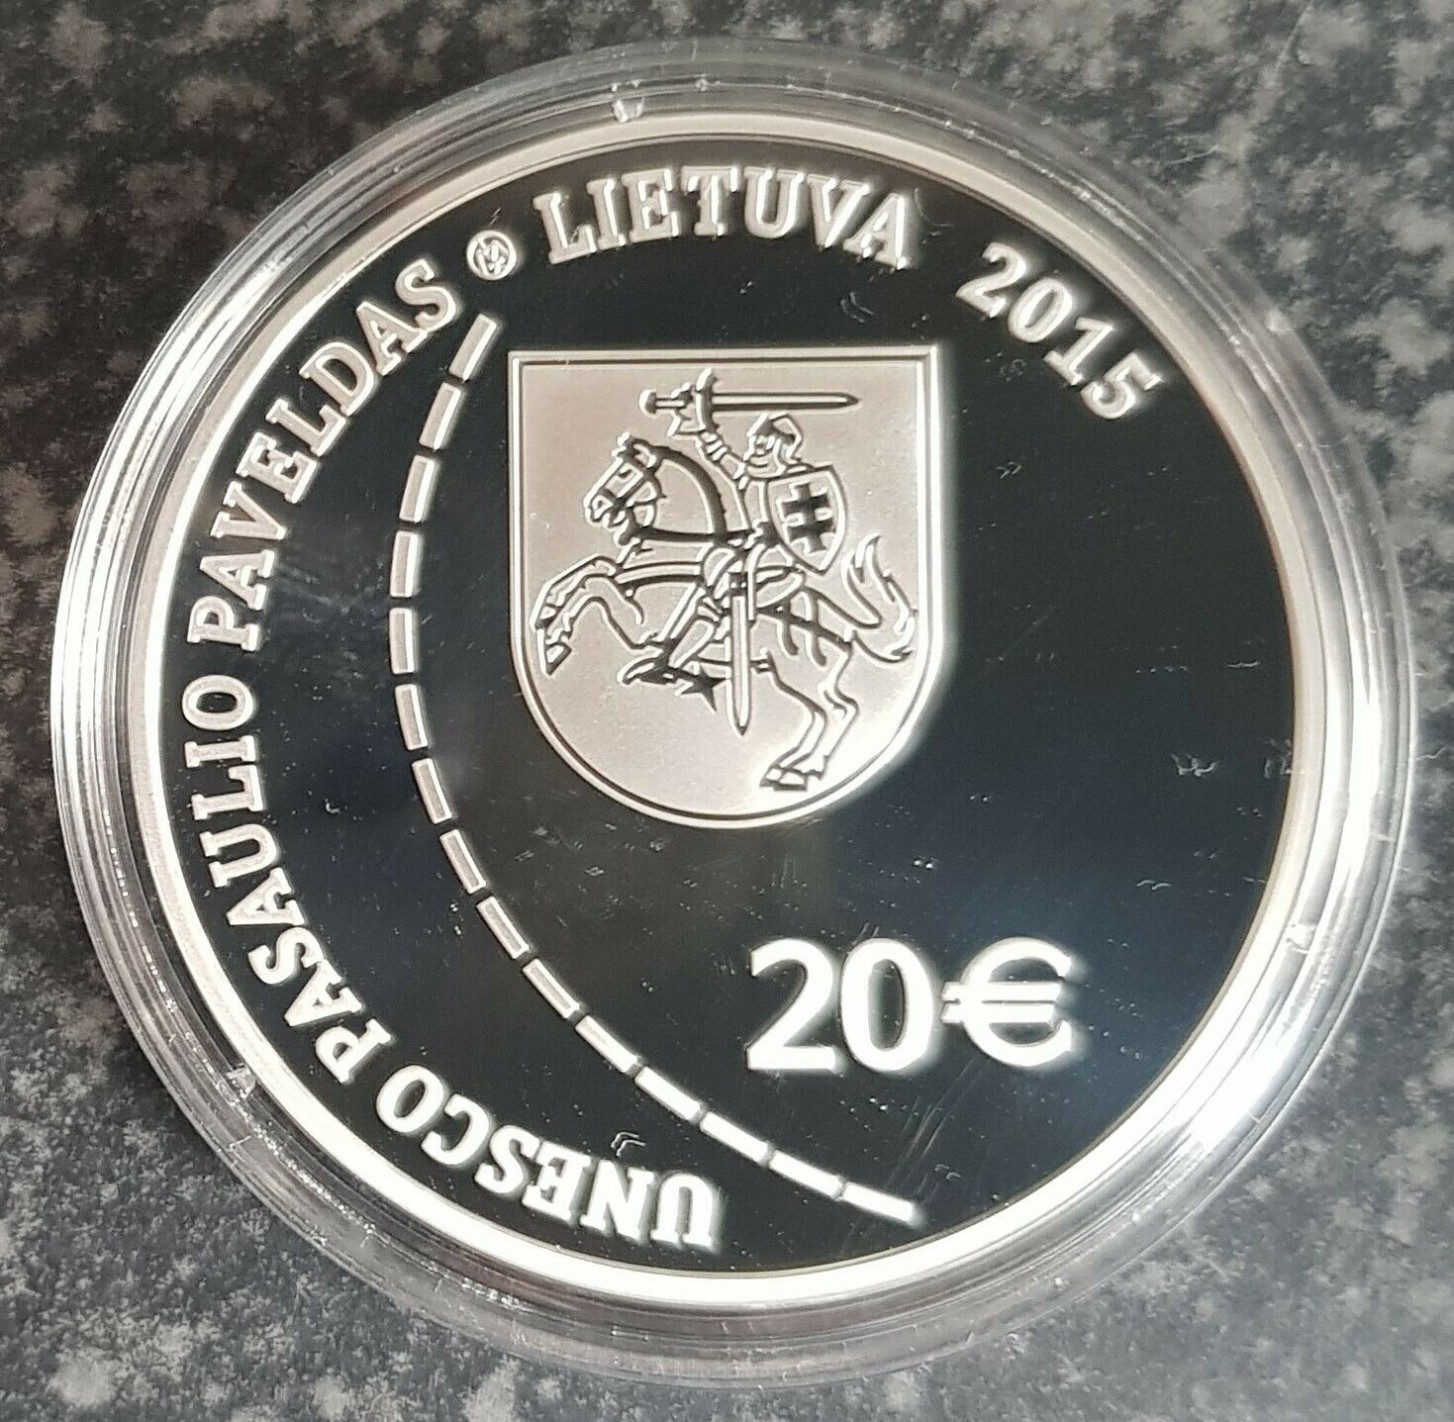 UNESCO PASAULIO PAVELDAS
LIETUVA 2015
20€